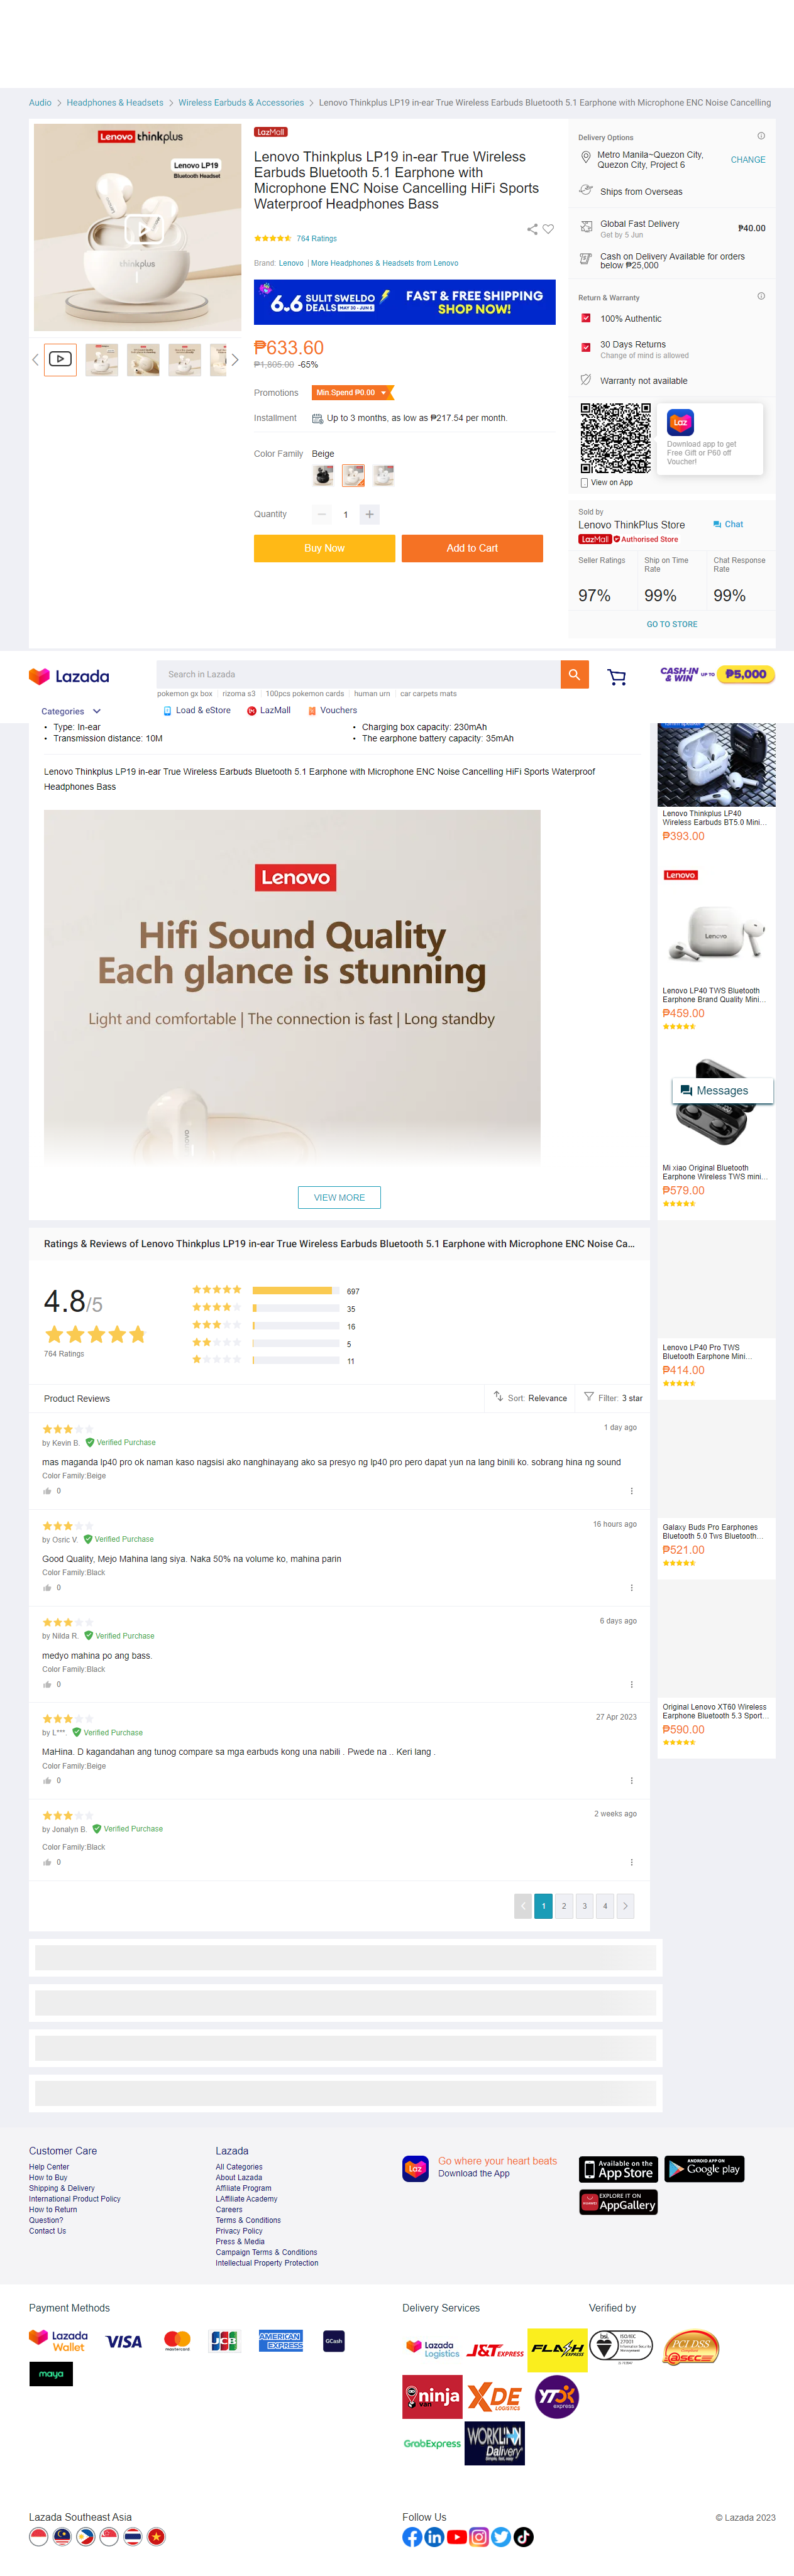 Audio > Headphones & Headsets > Wireless Earbuds & Accessories > Lenovo Thinkplus LP19 in-ear True Wireless Earbuds Bluetooth 5.1 Earphone with Microphone ENC Noise Cancelling
Lenovo thinkplus
Lenovo LP19
Bluetooth Headset
thinkplus
LazMall
Lenovo Thinkplus LP19 in-ear True Wireless
Earbuds Bluetooth 5.1 Earphone with
Microphone ENC Noise Cancelling HiFi Sports
Waterproof Headphones Bass
764 Ratings
Brand: Lenovo | More Headphones & Headsets from Lenovo
6.6 SULIT SWELDO DEALS MAY 30 - JUN 8
FAST & FREE SHIPPING
SHOP NOW!
₱633.60
₱1,805.00 -65%
Promotions Min.Spend ₱0.00
Installment Up to 3 months, as low as ₱217.54 per month.
Color Family Beige
Quantity 1
Buy Now
Add to Cart
Delivery Options
Metro Manila~Quezon City,
Quezon City, Project 6
CHANGE
Ships from Overseas
Global Fast Delivery ₱40.00
Get by 5 Jun
Cash on Delivery Available for orders
below ₱25,000
Return & Warranty
100% Authentic
30 Days Returns
Change of mind is allowed
Warranty not available
Laz
Download app to get
Free Gift or P60 off
Voucher!
View on App
Sold by
Lenovo ThinkPlus Store
Chat
LazMall Authorised Store
Seller Ratings
97%
Ship on Time
Rate
99%
Chat Response
Rate
99%
GO TO STORE
Lazada
Search in Lazada
CASH-IN & WIN UP TO ₱5,000
pokemon gx box | rizoma s3 | 100pcs pokemon cards | human urn | car carpets mats
Categories
Load & eStore
LazMall
Vouchers
Type: In-ear
Charging box capacity: 230mAh
Transmission distance: 10M
The earphone battery capacity: 35mAh
Lenovo Thinkplus LP19 in-ear True Wireless Earbuds Bluetooth 5.1 Earphone with Microphone ENC Noise Cancelling HiFi Sports Waterproof
Headphones Bass
Lenovo
Hifi Sound Quality
Each glance is stunning
Light and comfortable | The connection is fast | Long standby
Lenovo
VIEW MORE
Lenovo Thinkplus LP40
Wireless Earbuds BT5.0 Mini...
₱393.00
Lenovo
Lenovo
Lenovo LP40 TWS Bluetooth
Earphone Brand Quality Mini...
₱459.00
Messages
Mi xiao Original Bluetooth
Earphone Wireless TWS mini...
₱579.00
Lenovo LP40 Pro TWS
Bluetooth Earphone Mini...
₱414.00
Galaxy Buds Pro Earphones
Bluetooth 5.0 Tws Bluetooth...
₱521.00
Original Lenovo XT60 Wireless
Earphone Bluetooth 5.3 Sport...
₱590.00
Ratings & Reviews of Lenovo Thinkplus LP19 in-ear True Wireless Earbuds Bluetooth 5.1 Earphone with Microphone ENC Noise Ca...
4.8/5
764 Ratings
697
35
16
5
11
Product Reviews
Sort: Relevance
Filter: 3 star
1 day ago
by Kevin B. Verified Purchase
mas maganda lp40 pro ok naman kaso nagsisi ako nanghinayang ako sa presyo ng lp40 pro pero dapat yun na lang binili ko. sobrang hina ng sound
Color Family:Beige
0
16 hours ago
by Osric V. Verified Purchase
Good Quality, Mejo Mahina lang siya. Naka 50% na volume ko, mahina parin
Color Family:Black
0
6 days ago
by Nilda R. Verified Purchase
medyo mahina po ang bass.
Color Family:Black
0
27 Apr 2023
by L***. Verified Purchase
MaHina. D kagandahan ang tunog compare sa mga earbuds kong una nabili . Pwede na .. Keri lang .
Color Family:Beige
0
2 weeks ago
by Jonalyn B. Verified Purchase
Color Family:Black
0
1 2 3 4
Customer Care
Help Center
How to Buy
Shipping & Delivery
International Product Policy
How to Return
Question?
Contact Us
Lazada
All Categories
About Lazada
Affiliate Program
LAffiliate Academy
Careers
Terms & Conditions
Privacy Policy
Press & Media
Campaign Terms & Conditions
Intellectual Property Protection
Laz
Go where your heart beats
Download the App
Available on the
App Store
ANDROID APP ON
Google play
EXPLORE IT ON
AppGallery
Payment Methods
Lazada Wallet
VISA
mastercard
JCB
AMERICAN EXPRESS
GCash
maya
Delivery Services
Lazada Logistics
J&T EXPRESS
FLASH EXPRESS
ninja van
XDE LOGISTICS
YTX express
GrabExpress
WORKLINK Delivery
Verified by
bsi. ISO/IEC 27001
PCI DSS @SEC
Lazada Southeast Asia
Follow Us
© Lazada 2023